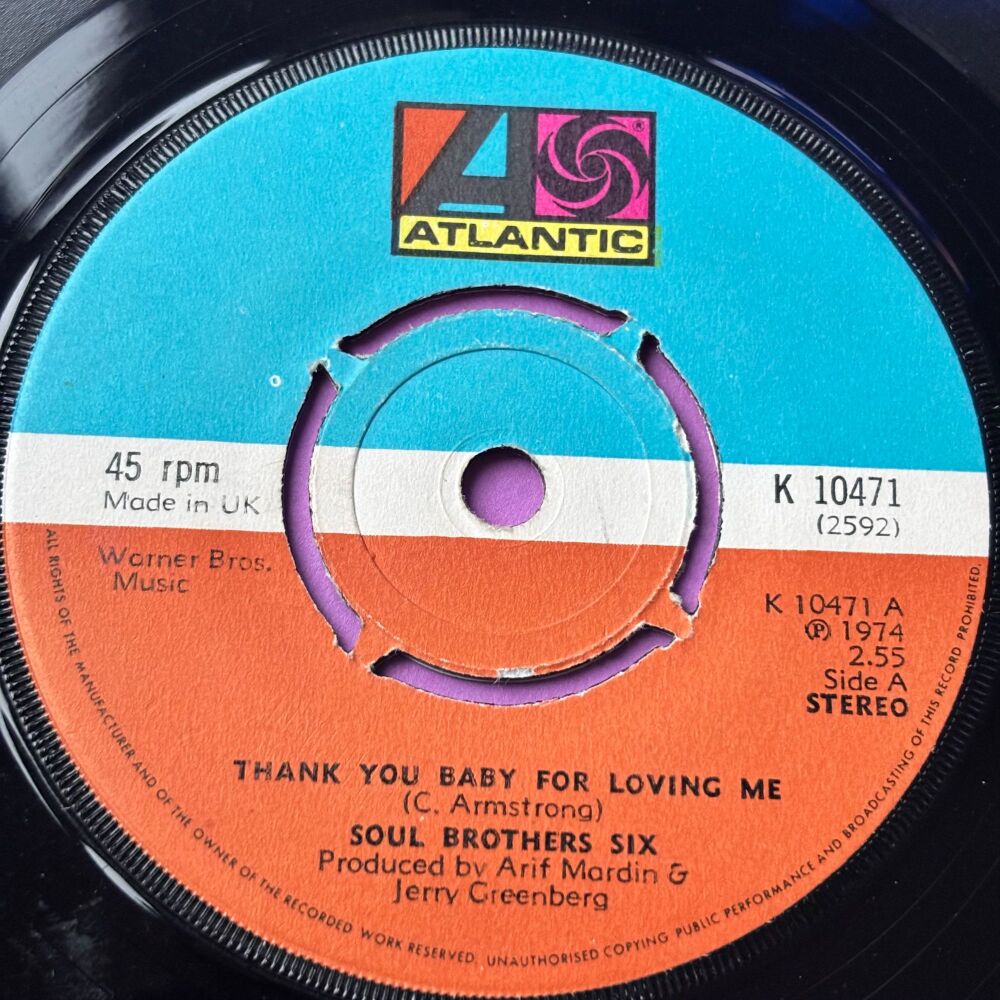 ATLANTIC
®
45 rpm
Made in UK
K 10471
(2592)
Warner Bros.
Music
K 10471 A
Ⓟ 1974
2.55
Side A
STEREO
THANK YOU BABY FOR LOVING ME
(C. Armstrong)
SOUL BROTHERS SIX
Produced by Arif Mardin &
Jerry Greenberg
ALL RIGHTS OF THE MANUFACTURER AND OF THE OWNER OF THE RECORDED WORK RESERVED. UNAUTHORISED COPYING PUBLIC PERFORMANCE AND BROADCASTING OF THIS RECORD PROHIBITED.